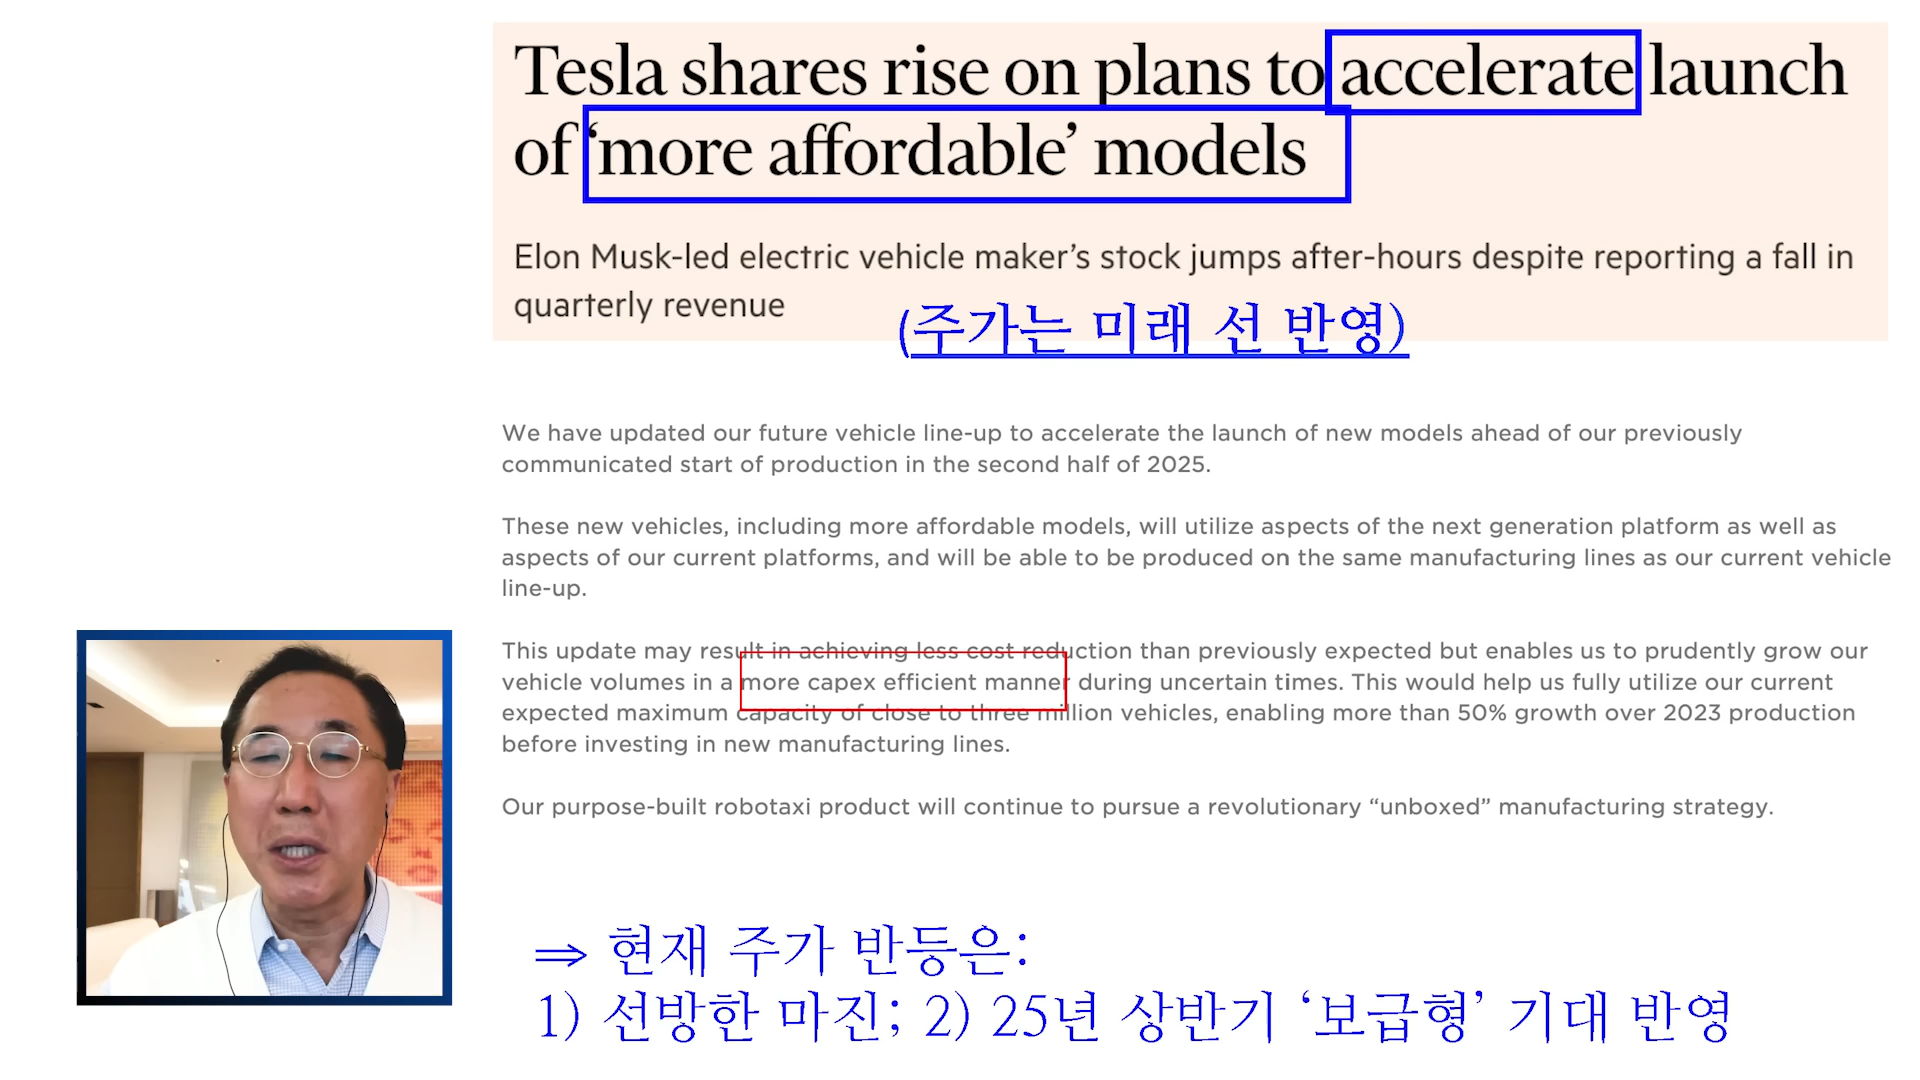 Tesla shares rise on plans to accelerate launch
of ‘more affordable’ models
Elon Musk-led electric vehicle maker’s stock jumps after-hours despite reporting a fall in
quarterly revenue
(주가는 미래 선 반영)
We have updated our future vehicle line-up to accelerate the launch of new models ahead of our previously
communicated start of production in the second half of 2025.
These new vehicles, including more affordable models, will utilize aspects of the next generation platform as well as
aspects of our current platforms, and will be able to be produced on the same manufacturing lines as our current vehicle
line-up.
This update may result in achieving less cost reduction than previously expected but enables us to prudently grow our
vehicle volumes in a more capex efficient manner during uncertain times. This would help us fully utilize our current
expected maximum capacity of close to three million vehicles, enabling more than 50% growth over 2023 production
before investing in new manufacturing lines.
Our purpose-built robotaxi product will continue to pursue a revolutionary “unboxed” manufacturing strategy.
⇒ 현재 주가 반등은:
1) 선방한 마진; 2) 25년 상반기 ‘보급형’ 기대 반영